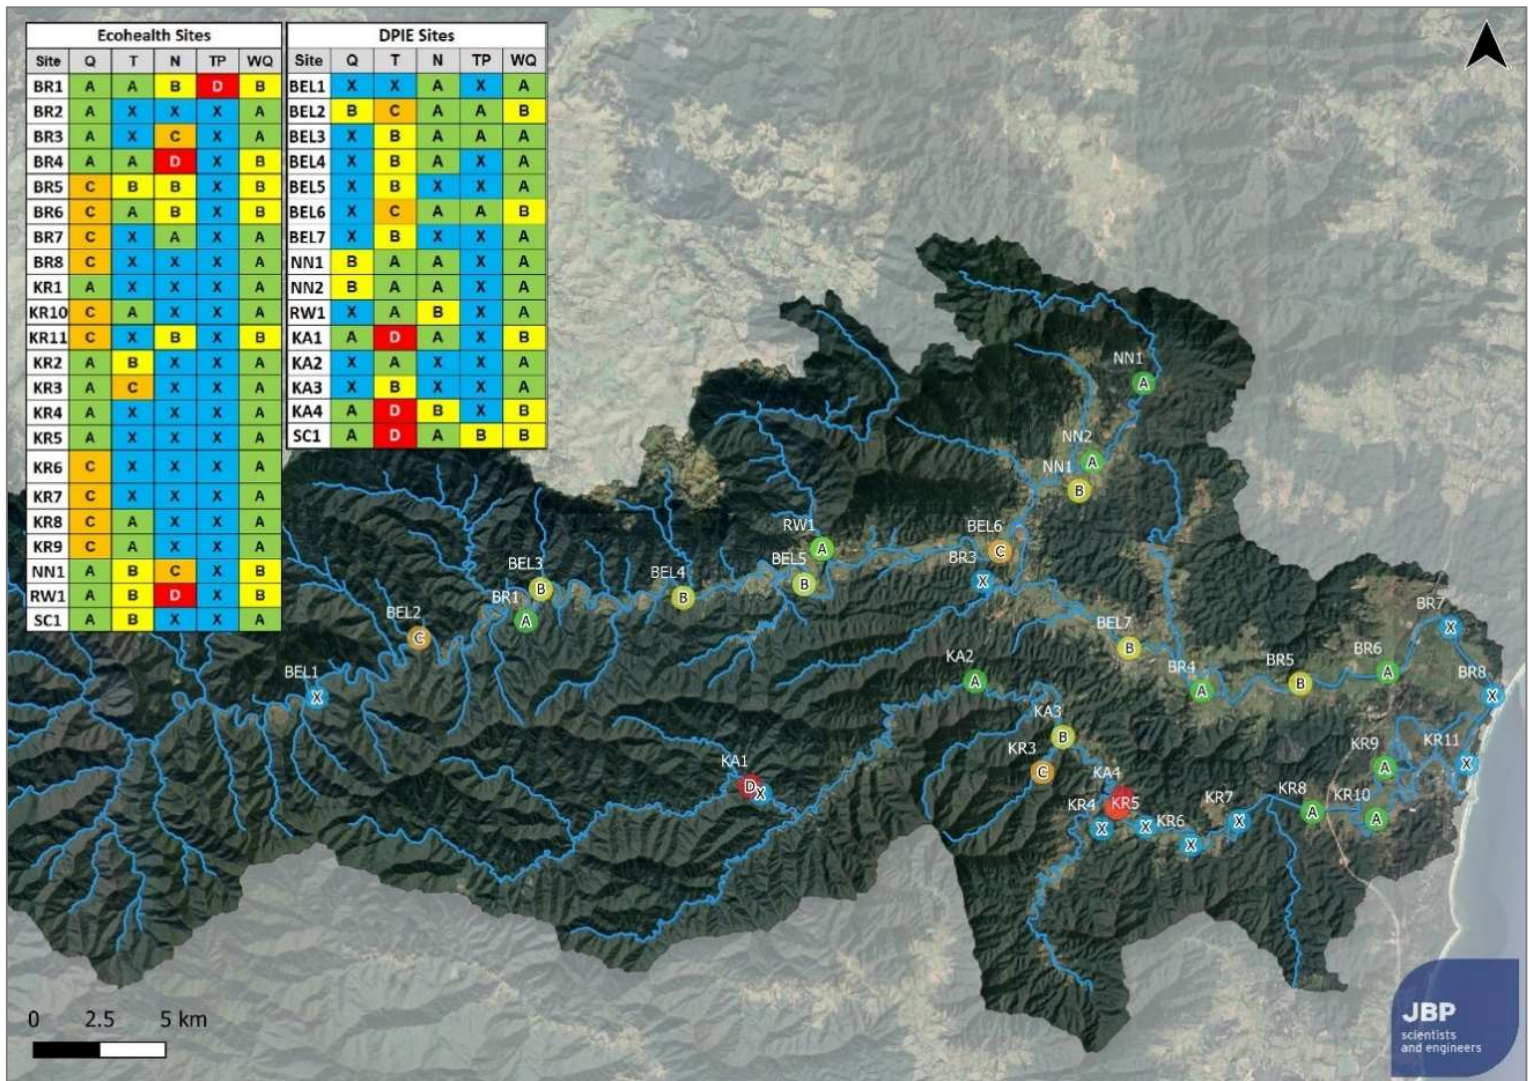 Ecohealth Sites
Site Q T N TP WQ
BR1 A A B D B
BR2 A X X X A
BR3 A X C X A
BR4 A A D X B
BR5 C B B X B
BR6 C A B X B
BR7 C X A X A
BR8 C X X X A
KR1 A X X X A
KR10 C A X X A
KR11 C X B X B
KR2 A B X X A
KR3 A C X X A
KR4 A X X X A
KR5 A X X X A
KR6 C X X X A
KR7 C X X X A
KR8 C A X X A
KR9 C A X X A
NN1 A B C X B
RW1 A B D X B
SC1 A B X X A
DPIE Sites
Site Q T N TP WQ
BEL1 X X A X A
BEL2 B C A A B
BEL3 X B A A A
BEL4 X B A X A
BEL5 X B X X A
BEL6 X C A A B
BEL7 X B X X A
NN1 B A A X A
NN2 B A A X A
RW1 X A B X A
KA1 A D A X B
KA2 X A X X A
KA3 X B X X A
KA4 A D B X B
SC1 A D A B B
NN1
A
NN2
A
NN1
B
RW1
A
BEL6
C
BEL5
B
BR3
X
BEL3
B
BEL4
B
BR1
A
BEL2
C
BEL1
X
BEL7
B
BR7
X
BR6
A
BR5
B
BR4
A
BR8
X
KA2
A
KA3
B
KR3
C
KA1
D
X
KA4
KR5
KR4
X
X
KR6
X
KR7
X
KR8
A
KR10
A
KR9
A
KR11
X
0 2.5 5 km
JBP
scientists
and engineers